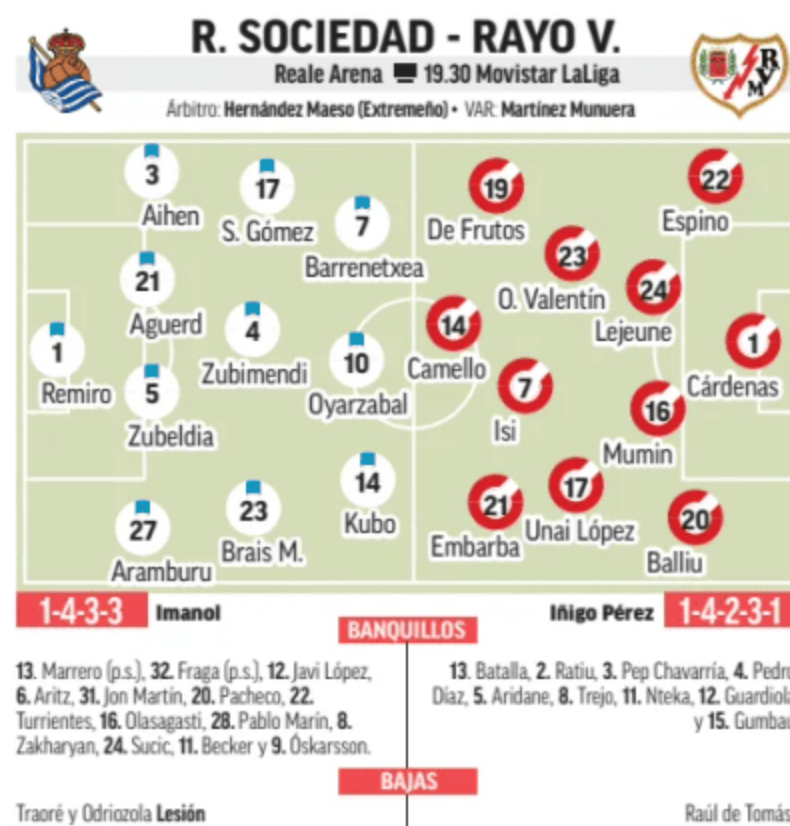 R. SOCIEDAD - RAYO V.
Reale Arena 19.30 Movistar LaLiga
Árbitro: Hernández Maeso (Extremeño) • VAR: Martínez Munuera
3
Aihen
17
S. Gómez
7
Barrenetxea
21
Aguerd
4
Zubimendi
10
Oyarzabal
1
Remiro
5
Zubeldia
14
Kubo
27
Aramburu
23
Brais M.
19
De Frutos
22
Espino
23
O. Valentín
24
Lejeune
14
Camello
1
Cárdenas
7
Isi
16
Mumin
21
Embarba
17
Unai López
20
Balliu
1-4-3-3 Imanol
Iñigo Pérez 1-4-2-3-1
BANQUILLOS
13. Marrero (p.s.), 32. Fraga (p.s.), 12. Javi López,
6. Aritz, 31. Jon Martín, 20. Pacheco, 22.
Turrientes, 16. Olasagasti, 28. Pablo Marín, 8.
Zakharyan, 24. Sucic, 11. Becker y 9. Óskarsson.
13. Batalla, 2. Ratiu, 3. Pep Chavarría, 4. Pedro
Díaz, 5. Aridane, 8. Trejo, 11. Nteka, 12. Guardiola
y 15. Gumbau
BAJAS
Traoré y Odriozola Lesión
Raúl de Tomás